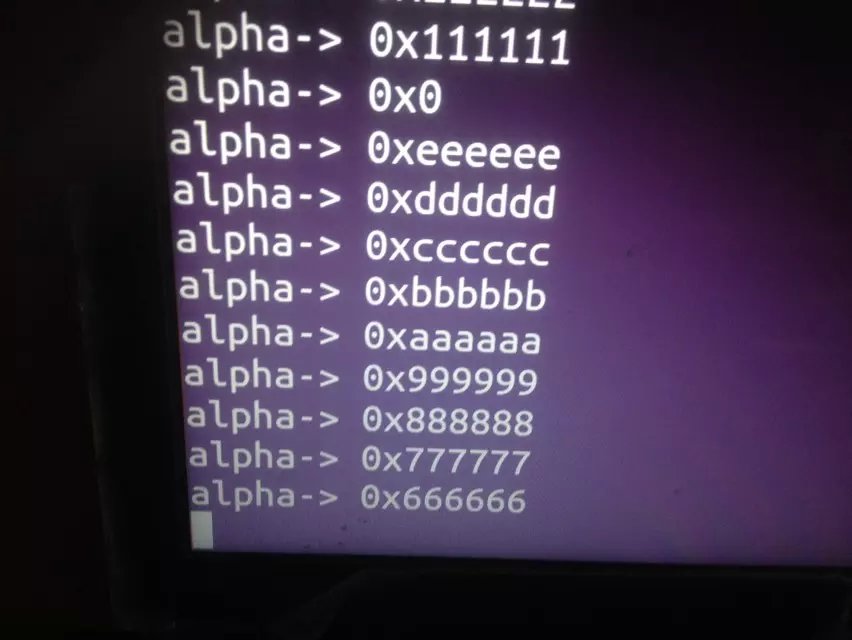 alpha-> 0x111111
alpha-> 0x0
alpha-> 0xeeeeee
alpha-> 0xdddddd
alpha-> 0xcccccc
alpha-> 0xbbbbbb
alpha-> 0xaaaaaa
alpha-> 0x999999
alpha-> 0x888888
alpha-> 0x777777
alpha-> 0x666666